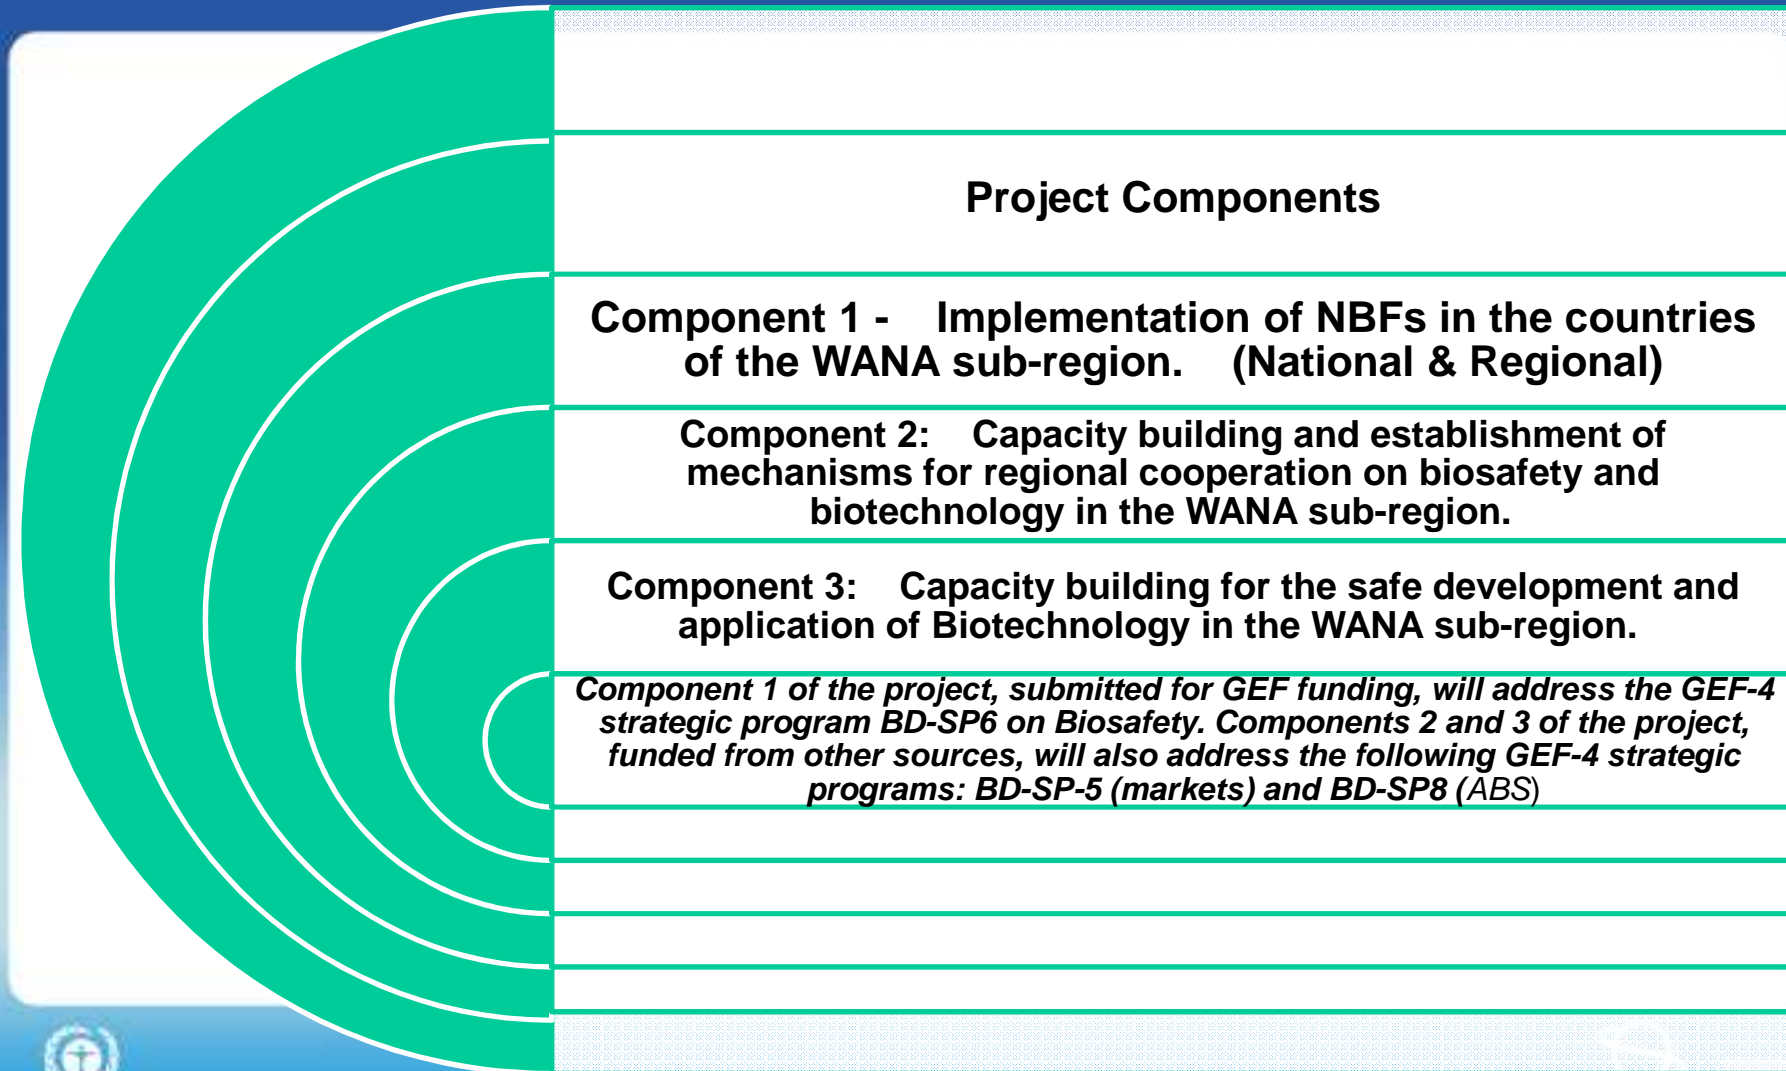 Project Components
Component 1 - Implementation of NBFs in the countries
of the WANA sub-region. (National & Regional)
Component 2: Capacity building and establishment of
mechanisms for regional cooperation on biosafety and
biotechnology in the WANA sub-region.
Component 3: Capacity building for the safe development and
application of Biotechnology in the WANA sub-region.
Component 1 of the project, submitted for GEF funding, will address the GEF-4
strategic program BD-SP6 on Biosafety. Components 2 and 3 of the project,
funded from other sources, will also address the following GEF-4 strategic
programs: BD-SP-5 (markets) and BD-SP8 (ABS)